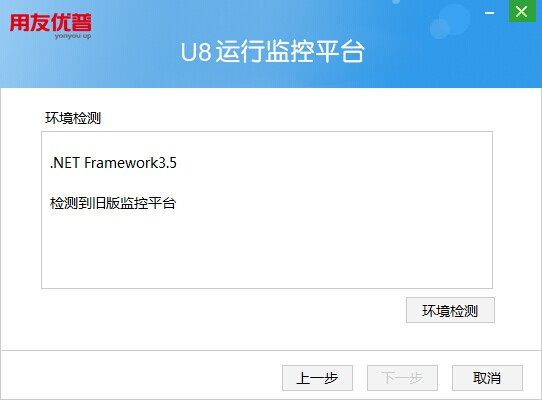 用友优普
yonyou up
U8 运行监控平台
环境检测
.NET Framework3.5
检测到旧版监控平台
环境检测
上一步
下一步
取消